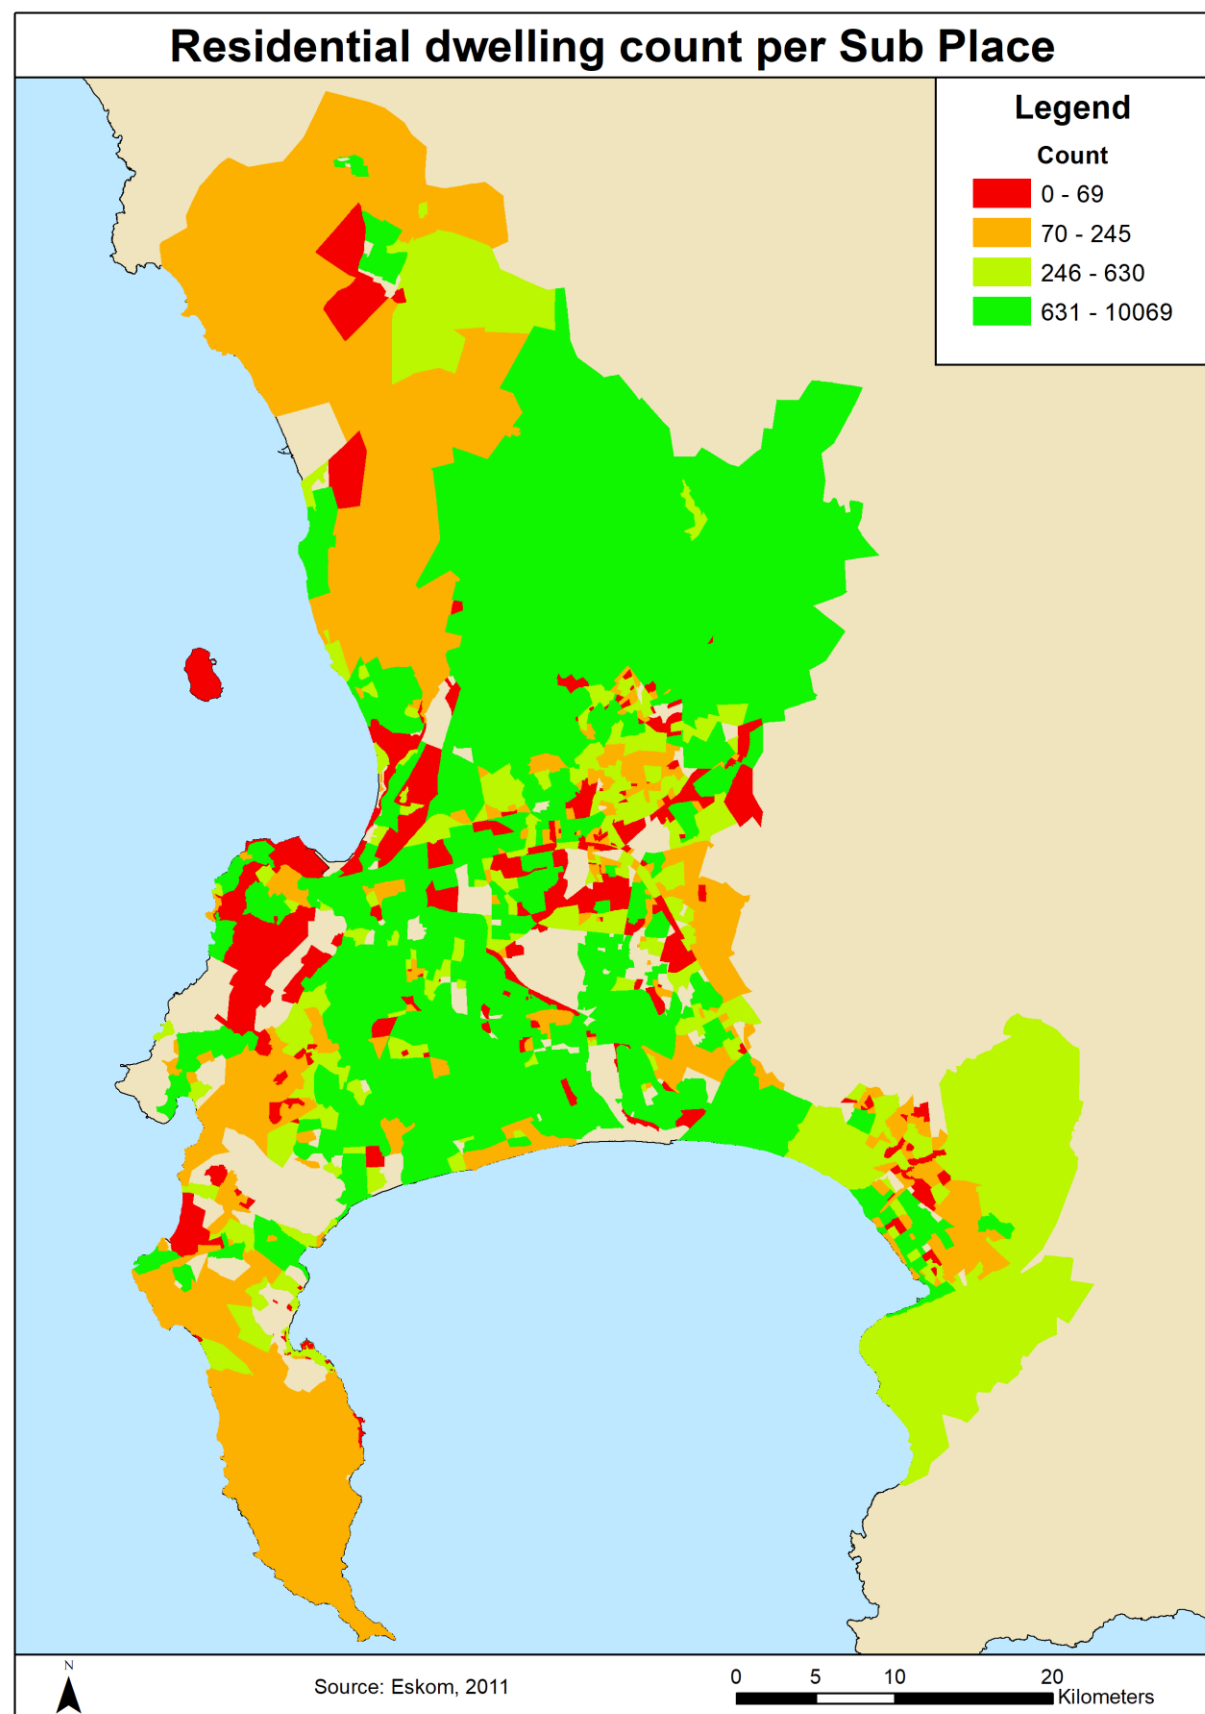 Residential dwelling count per Sub Place
Legend
Count
0 - 69
70 - 245
246 - 630
631 - 10069
N
Source: Eskom, 2011
0 5 10 20
Kilometers